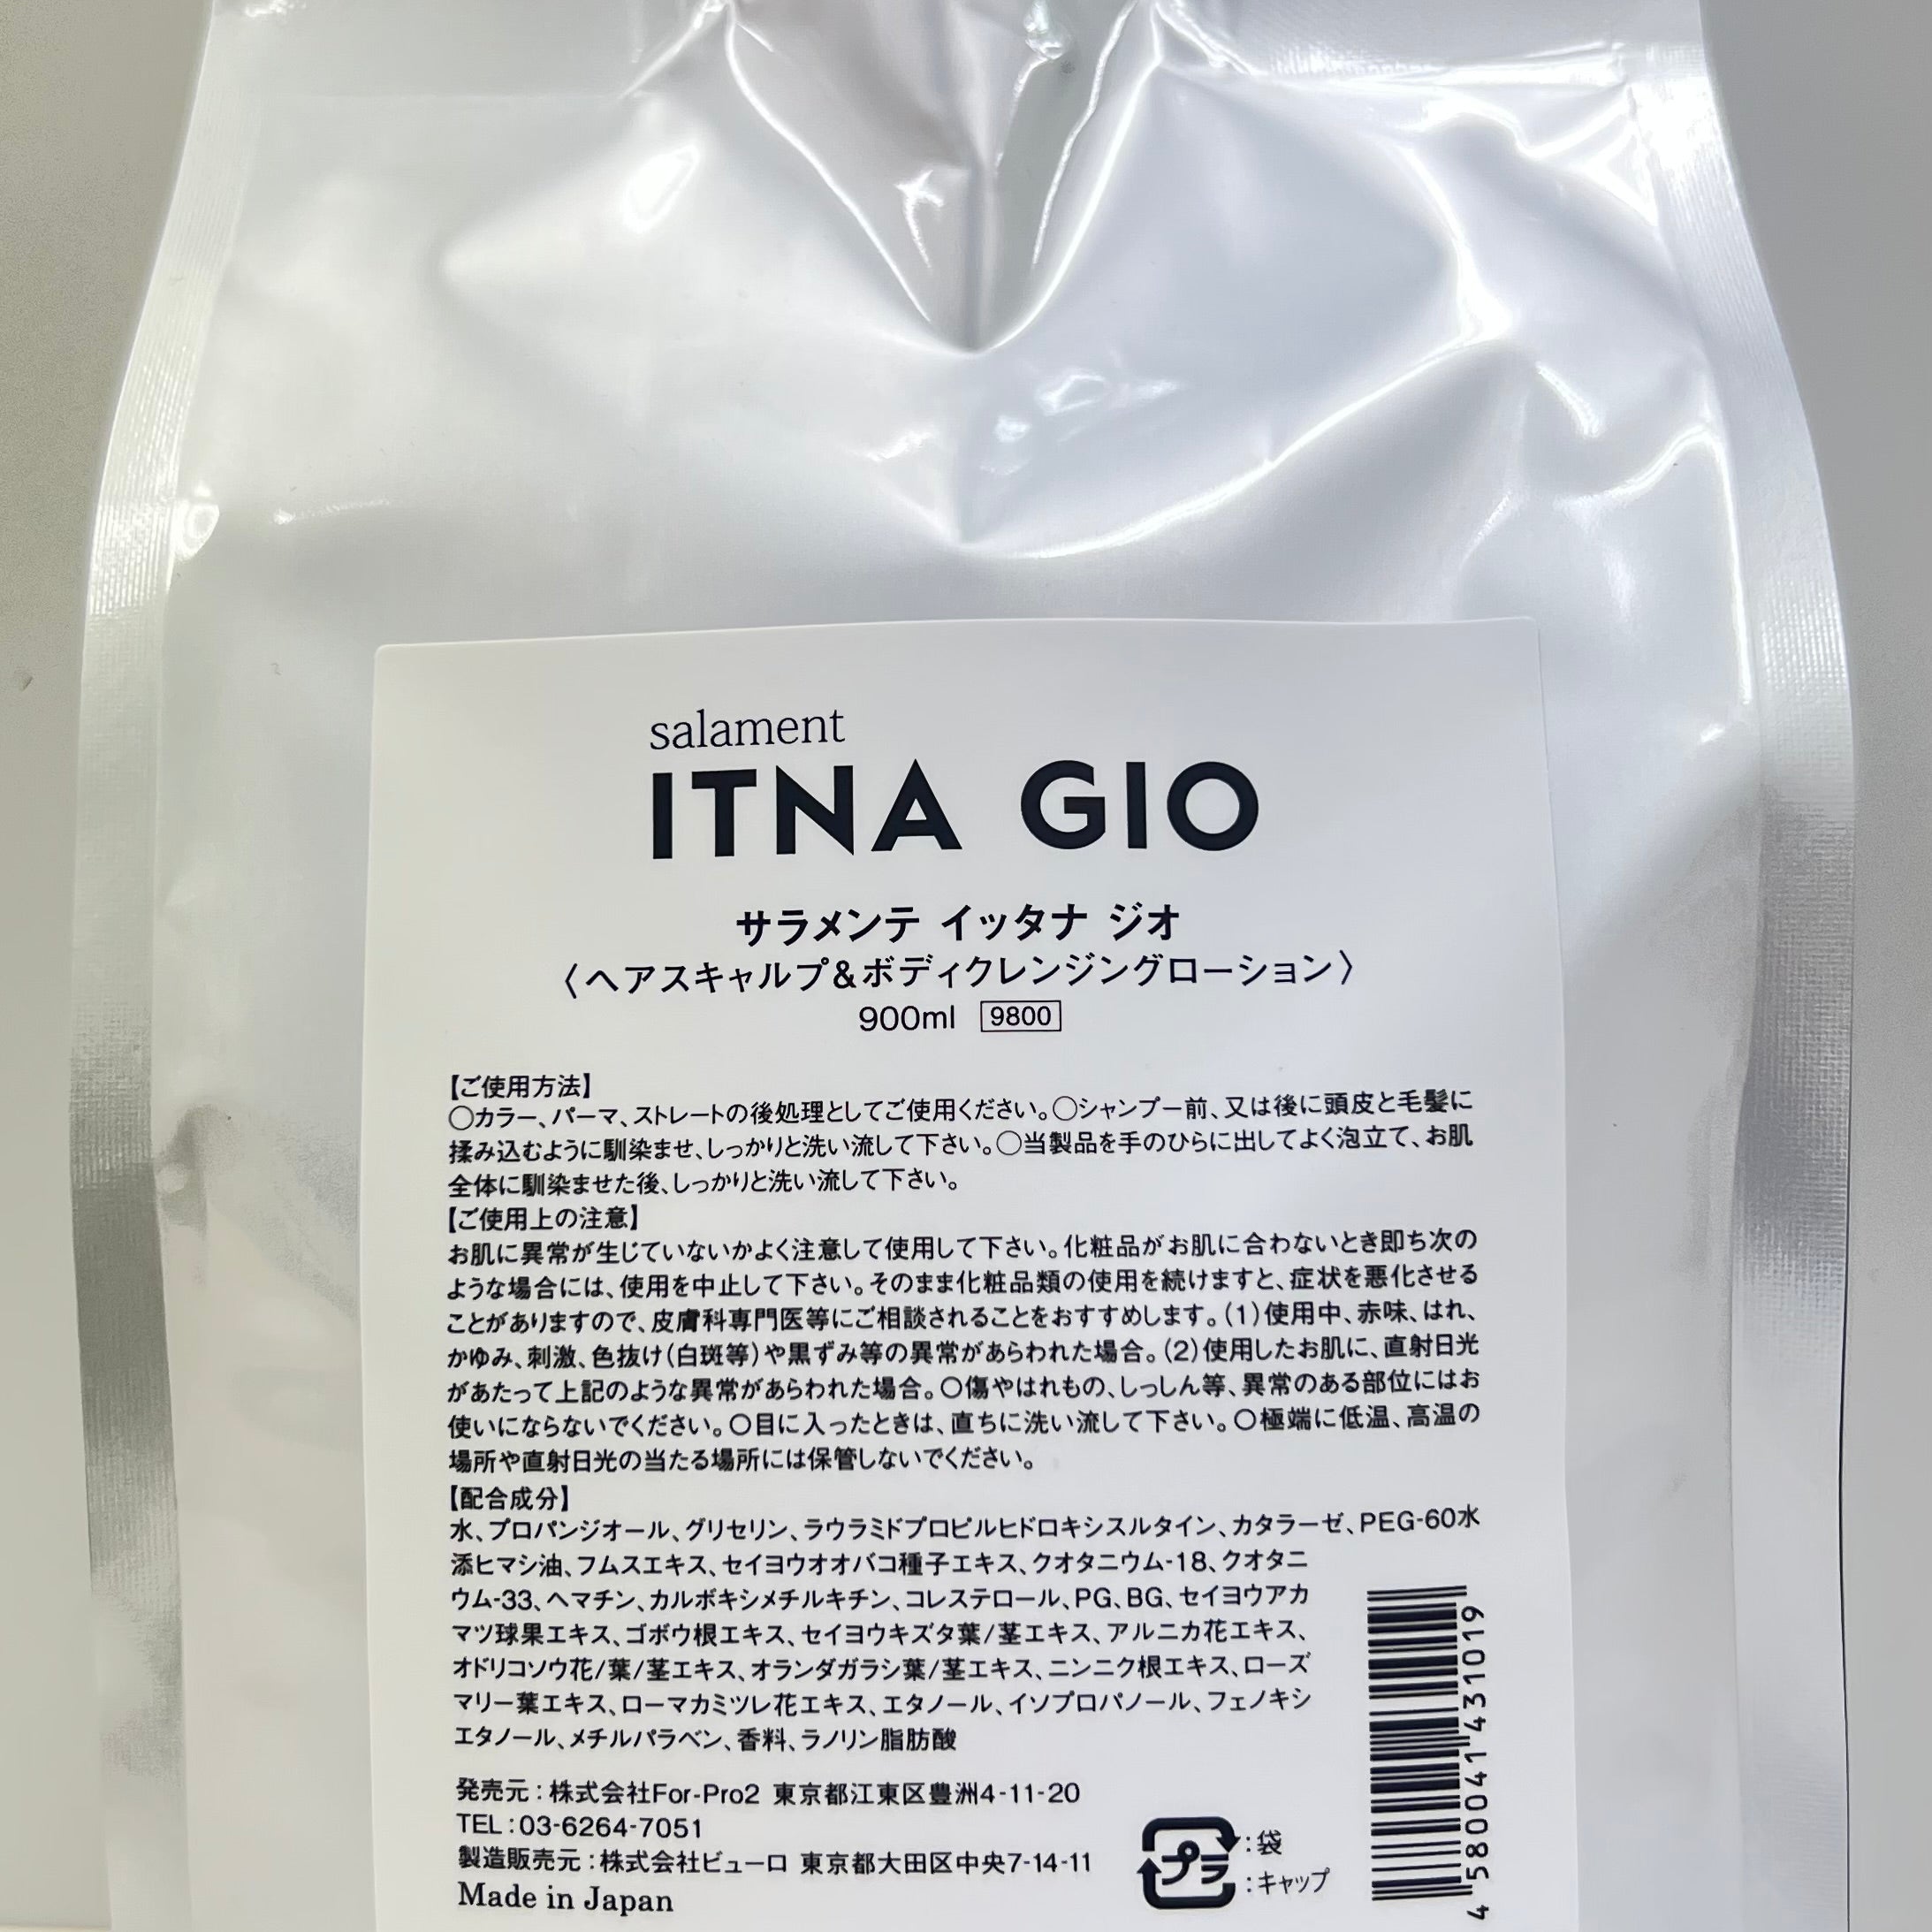 salament
ITNA GIO
サラメンテ イッタナ ジオ
〈ヘアスキャルプ&ボディクレンジングローション〉
900ml 9800
【ご使用方法】
○カラー、パーマ、ストレートの後処理としてご使用ください。○シャンプー前、又は後に頭皮と毛髪に
揉み込むように馴染ませ、しっかりと洗い流して下さい。○当製品を手のひらに出してよく泡立て、お肌
全体に馴染ませた後、しっかりと洗い流して下さい。
【ご使用上の注意】
お肌に異常が生じていないかよく注意して使用して下さい。化粧品がお肌に合わないとき即ち次の
ような場合には、使用を中止して下さい。そのまま化粧品類の使用を続けますと、症状を悪化させる
ことがありますので、皮膚科専門医等にご相談されることをおすすめします。(1)使用中、赤味、はれ、
かゆみ、刺激、色抜け(白斑等)や黒ずみ等の異常があらわれた場合。(2)使用したお肌に、直射日光
があたって上記のような異常があらわれた場合。○傷やはれもの、しっしん等、異常のある部位にはお
使いにならないでください。○目に入ったときは、直ちに洗い流して下さい。○極端に低温、高温の
場所や直射日光の当たる場所には保管しないでください。
【配合成分】
水、プロパンジオール、グリセリン、ラウラミドプロピルヒドロキシスルタイン、カタラーゼ、PEG-60水
添ヒマシ油、フムスエキス、セイヨウオオバコ種子エキス、クオタニウム-18、クオタニ
ウム-33、ヘマチン、カルボキシメチルキチン、コレステロール、PG、BG、セイヨウアカ
マツ球果エキス、ゴボウ根エキス、セイヨウキズタ葉/茎エキス、アルニカ花エキス、
オドリコソウ花/葉/茎エキス、オランダガラシ葉/茎エキス、ニンニク根エキス、ローズ
マリー葉エキス、ローマカミツレ花エキス、エタノール、イソプロパノール、フェノキシ
エタノール、メチルパラベン、香料、ラノリン脂肪酸
発売元：株式会社For-Pro2 東京都江東区豊洲4-11-20
TEL：03-6264-7051
製造販売元：株式会社ビューロ 東京都大田区中央7-14-11
Made in Japan
プラ
：袋
：キャップ
4 580041 431019